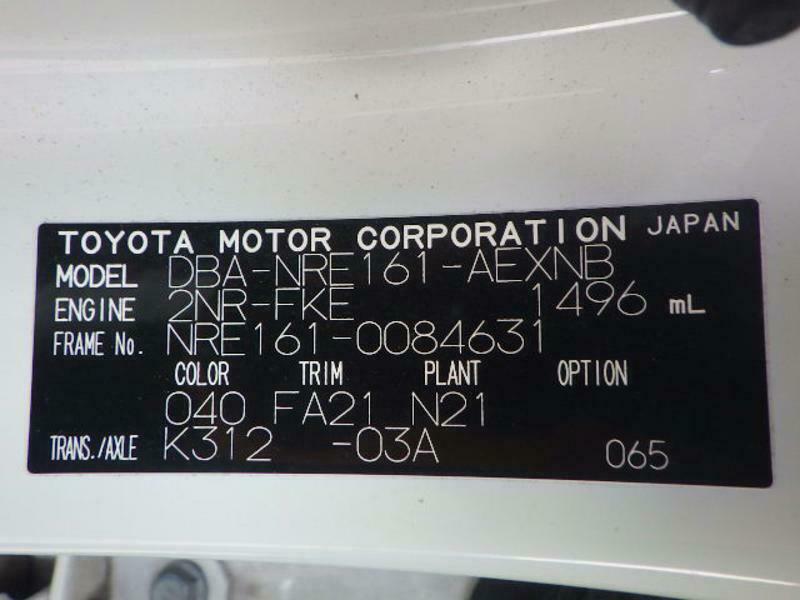 TOYOTA MOTOR CORPORATION JAPAN
MODEL DBA-NRE161-AEXNB
ENGINE 2NR-FKE 1496 mL
FRAME No. NRE161-0084631
COLOR TRIM PLANT OPTION
040 FA21 N21
TRANS./AXLE K312 -03A 065